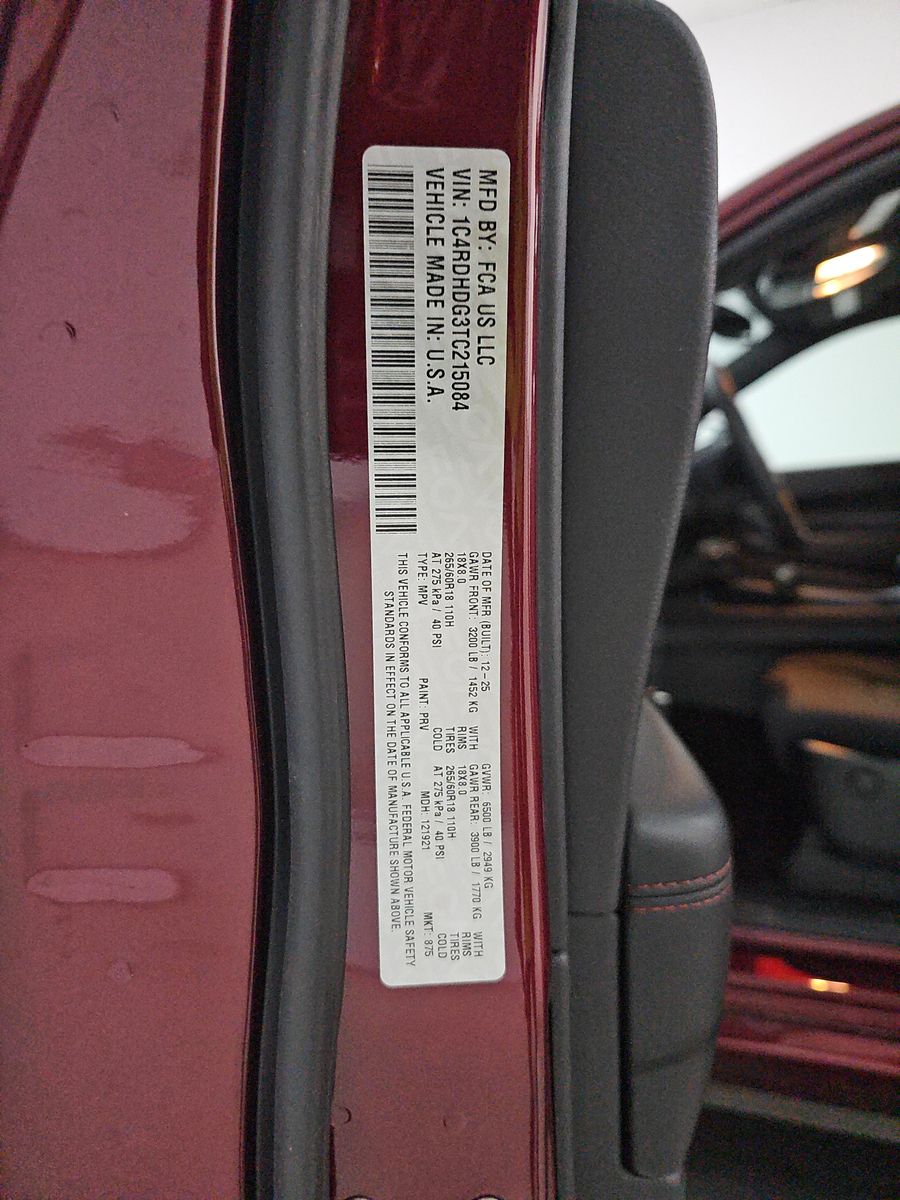 MFD BY: FCA US LLC
VIN: 1C4RDHDG3TC215084
VEHICLE MADE IN: U.S.A.
DATE OF MFR (BUILT): 12-25 GVWR: 6500 LB / 2949 KG
GAWR FRONT: 3200 LB / 1452 KG WITH GAWR REAR: 3900 LB / 1770 KG WITH
18X8.0 RIMS 18X8.0 RIMS
265/60R18 110H TIRES 265/60R18 110H TIRES
AT 275 kPa / 40 PSI COLD AT 275 kPa / 40 PSI COLD
TYPE: MPV PAINT: PRV MDH: 121921 MKT: 875
THIS VEHICLE CONFORMS TO ALL APPLICABLE U.S.A. FEDERAL MOTOR VEHICLE SAFETY
STANDARDS IN EFFECT ON THE DATE OF MANUFACTURE SHOWN ABOVE.